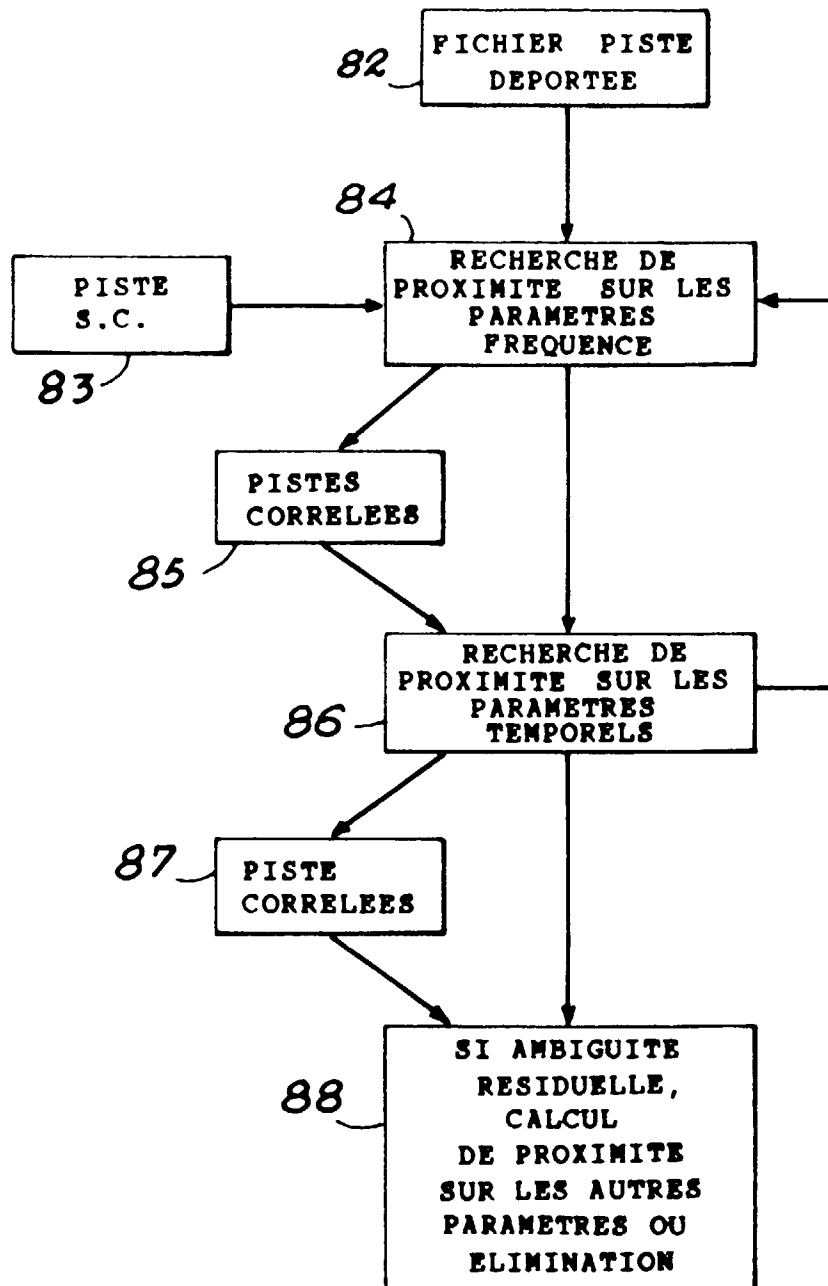 82
FICHIER PISTE
DEPORTEE
84
RECHERCHE DE
PROXIMITE SUR LES
PARAMETRES
FREQUENCE
PISTE
S.C.
83
PISTES
CORRELEES
85
RECHERCHE DE
PROXIMITE SUR LES
PARAMETRES
TEMPORELS
86
87
PISTE
CORRELEES
88
SI AMBIGUITE
RESIDUELLE,
CALCUL
DE PROXIMITE
SUR LES AUTRES
PARAMETRES OU
ELIMINATION